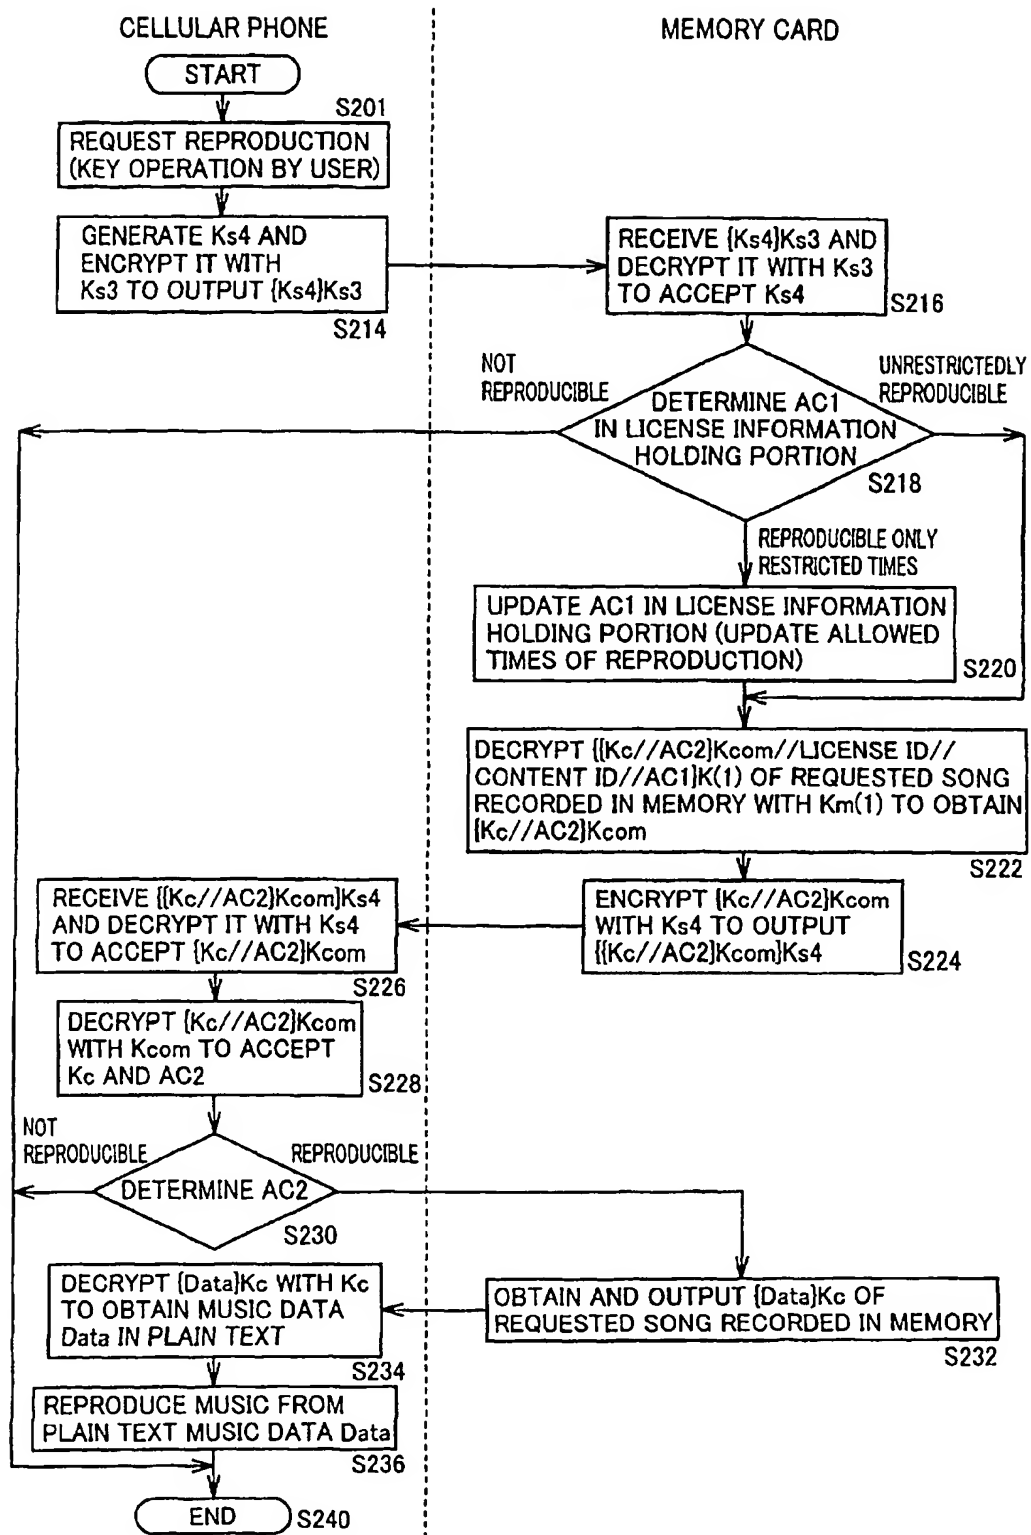 CELLULAR PHONE
MEMORY CARD
START
S201
REQUEST REPRODUCTION
(KEY OPERATION BY USER)
GENERATE Ks4 AND
ENCRYPT IT WITH
Ks3 TO OUTPUT {Ks4}Ks3
S214
RECEIVE {Ks4}Ks3 AND
DECRYPT IT WITH Ks3
TO ACCEPT Ks4
S216
NOT
REPRODUCIBLE
UNRESTRICTEDLY
REPRODUCIBLE
DETERMINE AC1
IN LICENSE INFORMATION
HOLDING PORTION
S218
REPRODUCIBLE ONLY
RESTRICTED TIMES
UPDATE AC1 IN LICENSE INFORMATION
HOLDING PORTION (UPDATE ALLOWED
TIMES OF REPRODUCTION)
S220
DECRYPT {{Kc//AC2}Kcom//LICENSE ID//
CONTENT ID//AC1}K(1) OF REQUESTED SONG
RECORDED IN MEMORY WITH Km(1) TO OBTAIN
{Kc//AC2}Kcom
S222
ENCRYPT {Kc//AC2}Kcom
WITH Ks4 TO OUTPUT
{{Kc//AC2}Kcom}Ks4
S224
RECEIVE {{Kc//AC2}Kcom}Ks4
AND DECRYPT IT WITH Ks4
TO ACCEPT {Kc//AC2}Kcom
S226
DECRYPT {Kc//AC2}Kcom
WITH Kcom TO ACCEPT
Kc AND AC2
S228
NOT
REPRODUCIBLE
REPRODUCIBLE
DETERMINE AC2
S230
OBTAIN AND OUTPUT {Data}Kc OF
REQUESTED SONG RECORDED IN MEMORY
S232
DECRYPT {Data}Kc WITH Kc
TO OBTAIN MUSIC DATA
Data IN PLAIN TEXT
S234
REPRODUCE MUSIC FROM
PLAIN TEXT MUSIC DATA Data
S236
END
S240